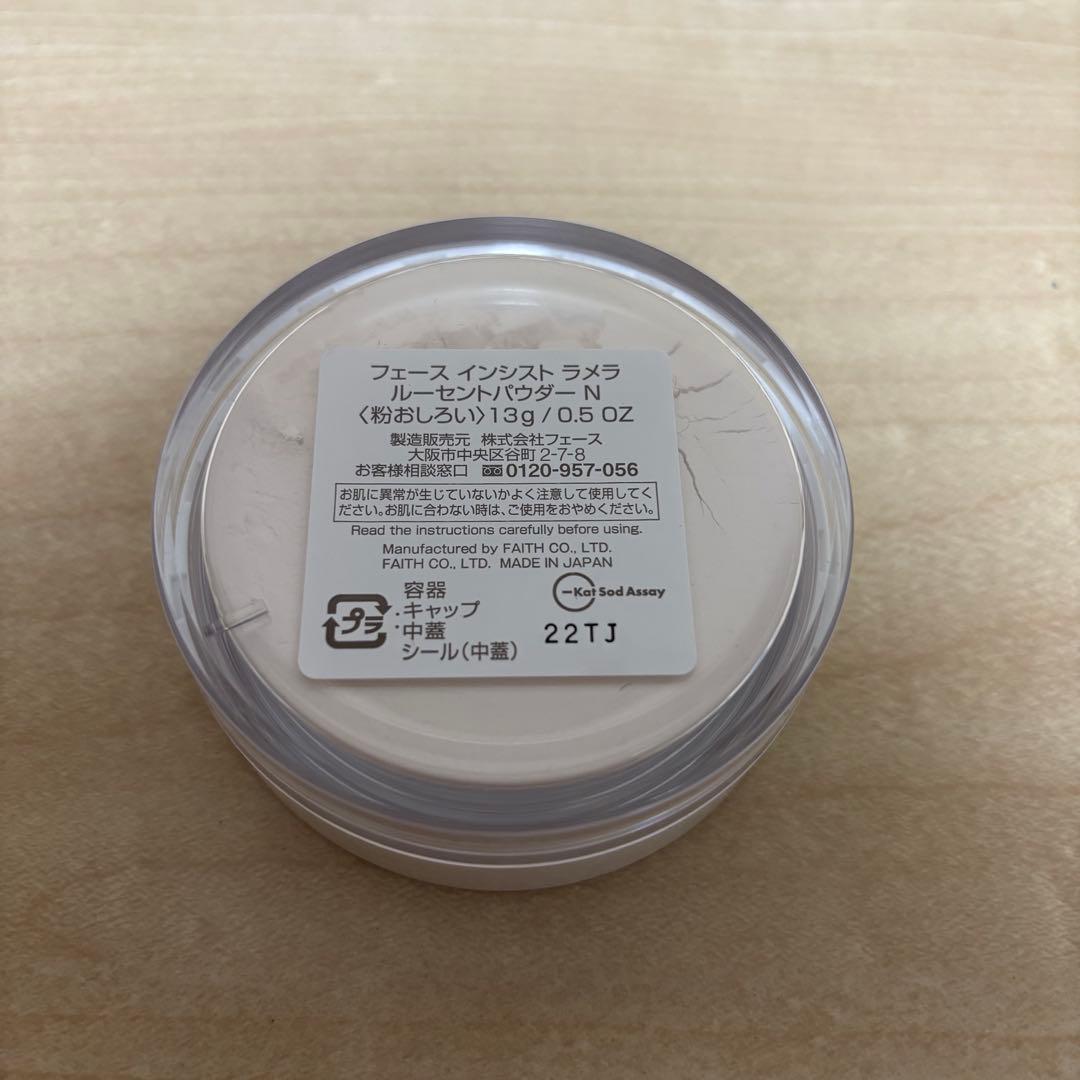 フェース インシスト ラメラ
ルーセントパウダー N
〈粉おしろい〉13g / 0.5 OZ
製造販売元 株式会社フェース
大阪市中央区谷町 2-7-8
お客様相談窓口 0120-957-056
お肌に異常が生じていないかよく注意して使用してく
ださい。お肌に合わない時は、ご使用をおやめください。
Read the instructions carefully before using.
Manufactured by FAITH CO., LTD.
FAITH CO., LTD. MADE IN JAPAN
プラ
容器
・キャップ
・中蓋
シール(中蓋)
Kat Sod Assay
22TJ